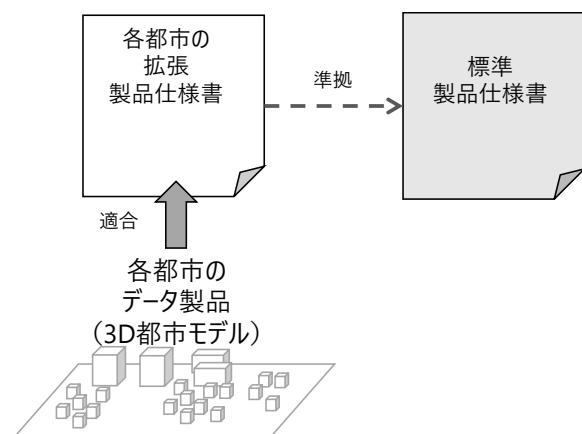 各都市の
拡張
製品仕様書
準拠
標準
製品仕様書
適合
各都市の
データ製品
（3D都市モデル）